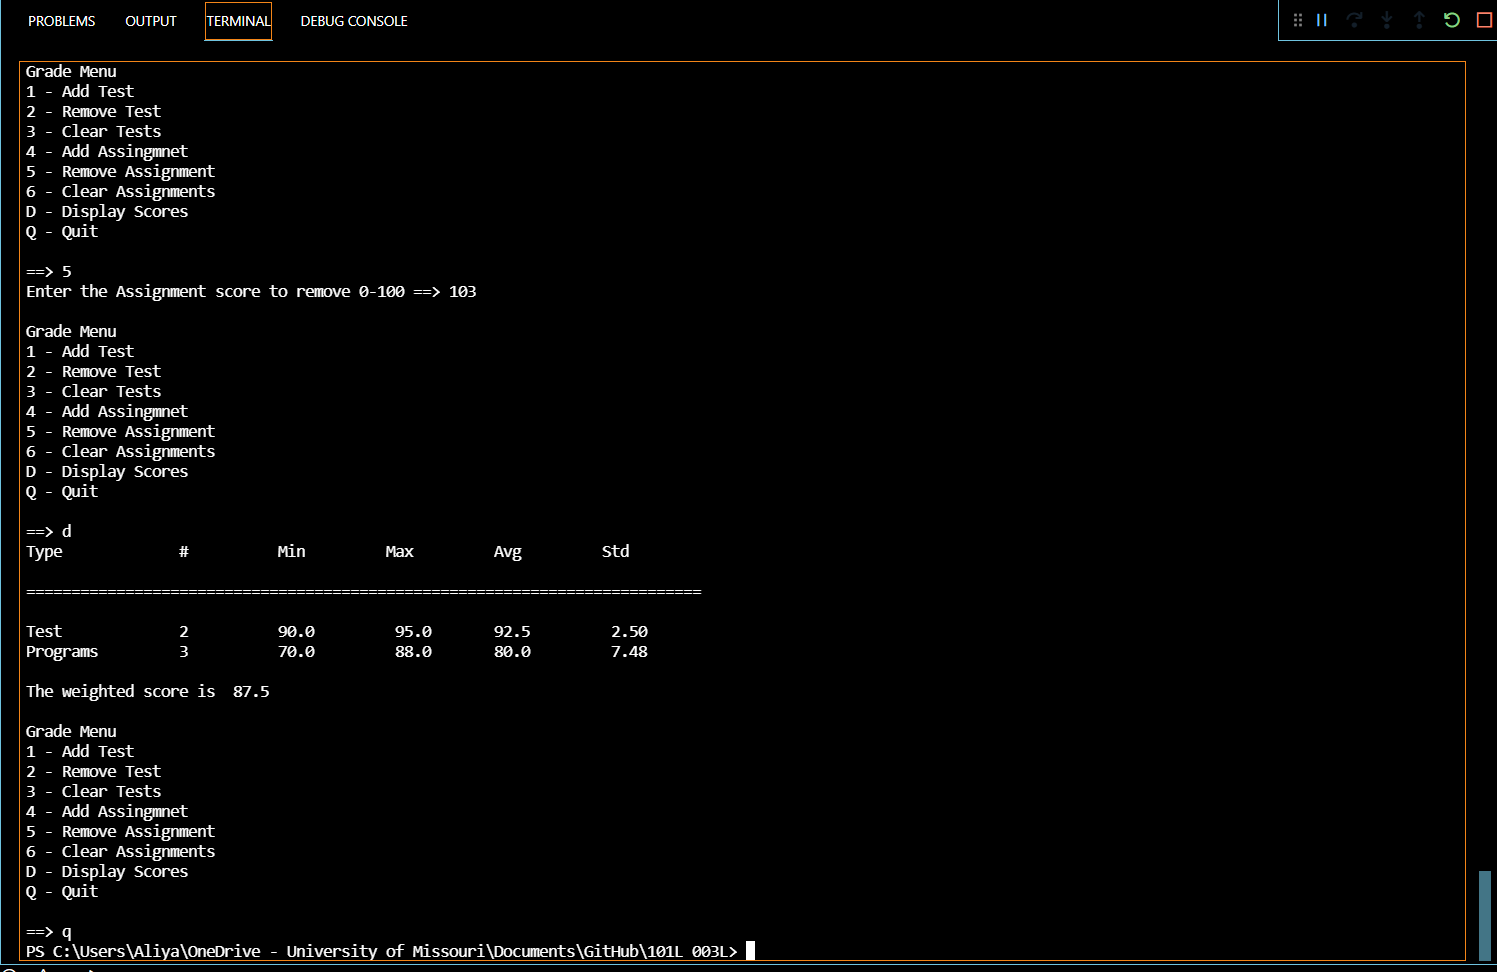 PROBLEMS OUTPUT TERMINAL DEBUG CONSOLE
Grade Menu
1 - Add Test
2 - Remove Test
3 - Clear Tests
4 - Add Assingmnet
5 - Remove Assignment
6 - Clear Assignments
D - Display Scores
Q - Quit
==> 5
Enter the Assignment score to remove 0-100 ==> 103
Grade Menu
1 - Add Test
2 - Remove Test
3 - Clear Tests
4 - Add Assingmnet
5 - Remove Assignment
6 - Clear Assignments
D - Display Scores
Q - Quit
==> d
Type # Min Max Avg Std
===========================================================================
Test 2 90.0 95.0 92.5 2.50
Programs 3 70.0 88.0 80.0 7.48
The weighted score is  87.5
Grade Menu
1 - Add Test
2 - Remove Test
3 - Clear Tests
4 - Add Assingmnet
5 - Remove Assignment
6 - Clear Assignments
D - Display Scores
Q - Quit
==> q
PS C:\Users\Aliya\OneDrive - University of Missouri\Documents\GitHub\101L 003L>